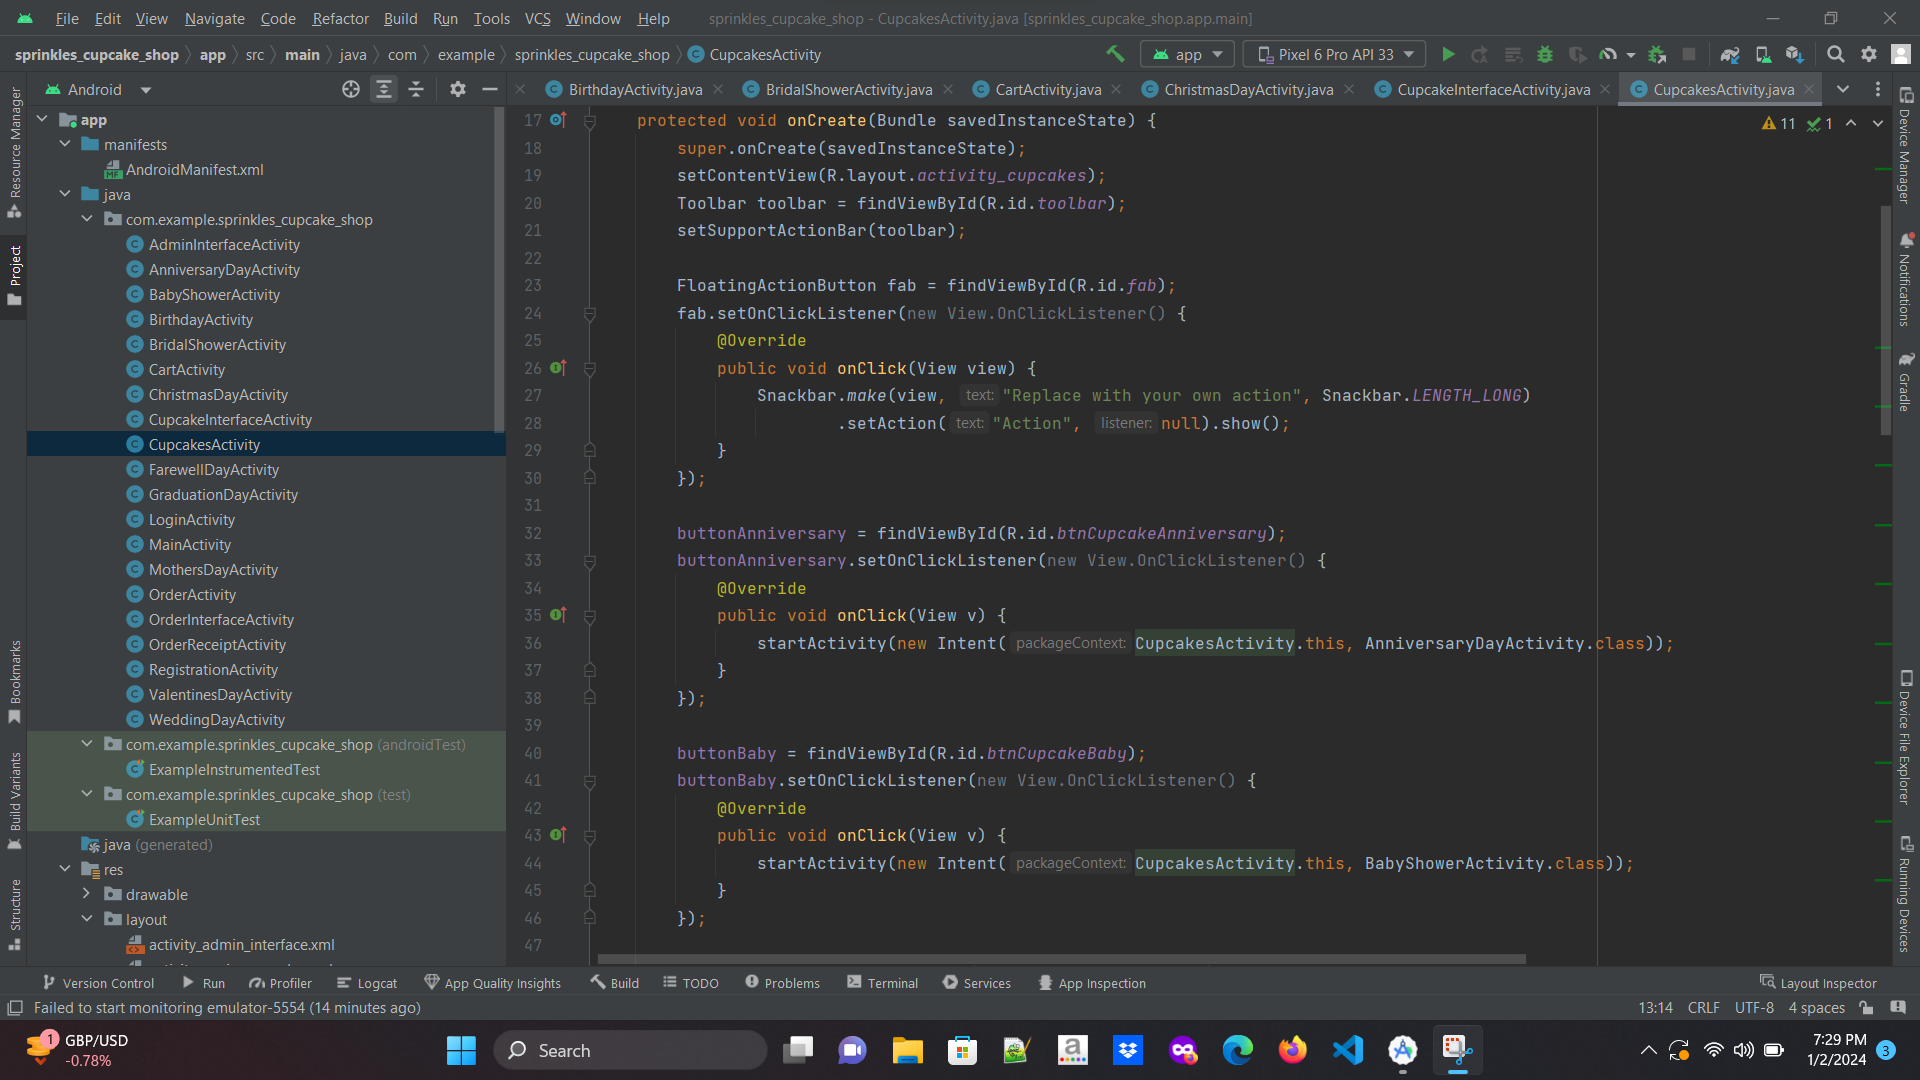 File Edit View Navigate Code Refactor Build Run Tools VCS Window Help sprinkles_cupcake_shop - CupcakesActivity.java [sprinkles_cupcake_shop.app.main]
sprinkles_cupcake_shop app src main java com example sprinkles_cupcake_shop CupcakesActivity app Pixel 6 Pro API 33
Android BirthdayActivity.java BridalShowerActivity.java CartActivity.java ChristmasDayActivity.java CupcakeInterfaceActivity.java CupcakesActivity.java
Resource Manager
Project
Bookmarks
Build Variants
Structure
app
manifests
AndroidManifest.xml
java
com.example.sprinkles_cupcake_shop
AdminInterfaceActivity
AnniversaryDayActivity
BabyShowerActivity
BirthdayActivity
BridalShowerActivity
CartActivity
ChristmasDayActivity
CupcakeInterfaceActivity
CupcakesActivity
FarewellDayActivity
GraduationDayActivity
LoginActivity
MainActivity
MothersDayActivity
OrderActivity
OrderInterfaceActivity
OrderReceiptActivity
RegistrationActivity
ValentinesDayActivity
WeddingDayActivity
com.example.sprinkles_cupcake_shop (androidTest)
ExampleInstrumentedTest
com.example.sprinkles_cupcake_shop (test)
ExampleUnitTest
java (generated)
res
drawable
layout
activity_admin_interface.xml
11 1
17 protected void onCreate(Bundle savedInstanceState) {
18 super.onCreate(savedInstanceState);
19 setContentView(R.layout.activity_cupcakes);
20 Toolbar toolbar = findViewById(R.id.toolbar);
21 setSupportActionBar(toolbar);
22
23 FloatingActionButton fab = findViewById(R.id.fab);
24 fab.setOnClickListener(new View.OnClickListener() {
25 @Override
26 public void onClick(View view) {
27 Snackbar.make(view, text: "Replace with your own action", Snackbar.LENGTH_LONG)
28 .setAction( text: "Action", listener: null).show();
29 }
30 });
31
32 buttonAnniversary = findViewById(R.id.btnCupcakeAnniversary);
33 buttonAnniversary.setOnClickListener(new View.OnClickListener() {
34 @Override
35 public void onClick(View v) {
36 startActivity(new Intent( packageContext: CupcakesActivity.this, AnniversaryDayActivity.class));
37 }
38 });
39
40 buttonBaby = findViewById(R.id.btnCupcakeBaby);
41 buttonBaby.setOnClickListener(new View.OnClickListener() {
42 @Override
43 public void onClick(View v) {
44 startActivity(new Intent( packageContext: CupcakesActivity.this, BabyShowerActivity.class));
45 }
46 });
47
Device Manager
Notifications
Gradle
Device File Explorer
Running Devices
Version Control Run Profiler Logcat App Quality Insights Build TODO Problems Terminal Services App Inspection Layout Inspector
Failed to start monitoring emulator-5554 (14 minutes ago) 13:14 CRLF UTF-8 4 spaces
1 GBP/USD
-0.78%
Search
7:29 PM
1/2/2024
3